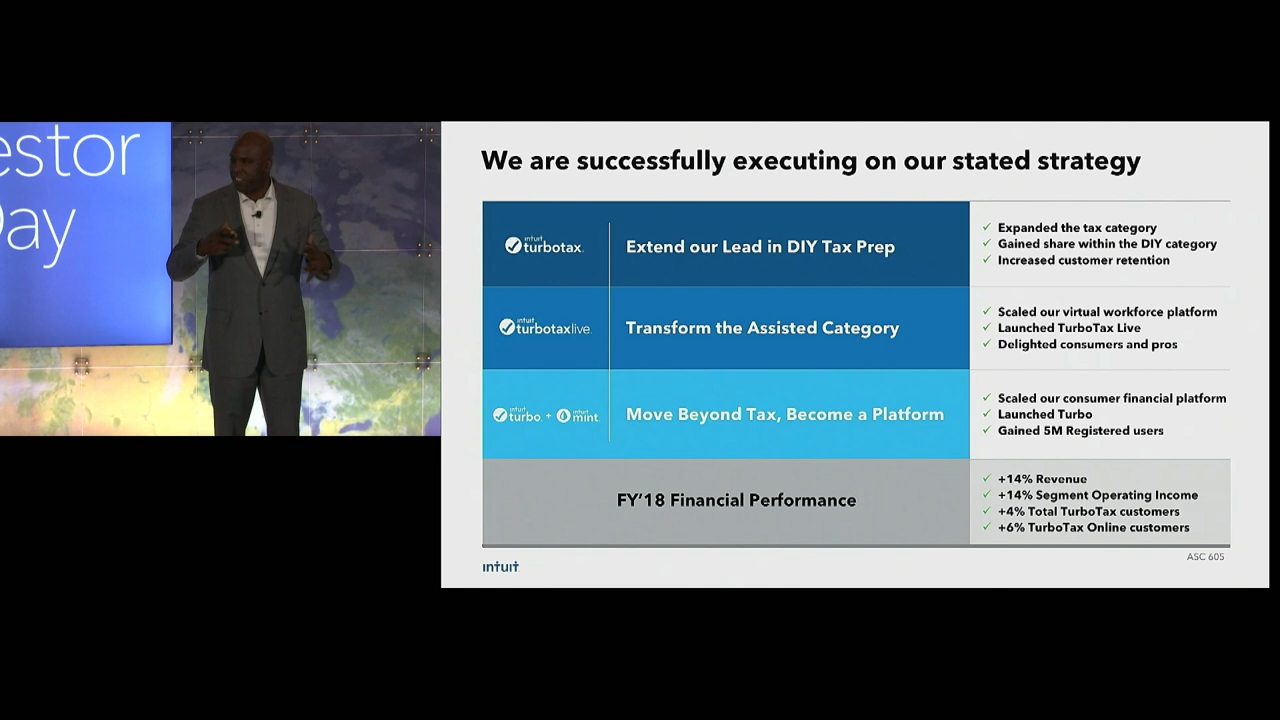 estor
Day
We are successfully executing on our stated strategy
intuit
turbotax.
Extend our Lead in DIY Tax Prep
✓ Expanded the tax category
✓ Gained share within the DIY category
✓ Increased customer retention
intuit
turbotaxlive.
Transform the Assisted Category
✓ Scaled our virtual workforce platform
✓ Launched TurboTax Live
✓ Delighted consumers and pros
intuit
turbo. + intuit mint.
Move Beyond Tax, Become a Platform
✓ Scaled our consumer financial platform
✓ Launched Turbo
✓ Gained 5M Registered users
FY'18 Financial Performance
✓ +14% Revenue
✓ +14% Segment Operating Income
✓ +4% Total TurboTax customers
✓ +6% TurboTax Online customers
ASC 605
intuit